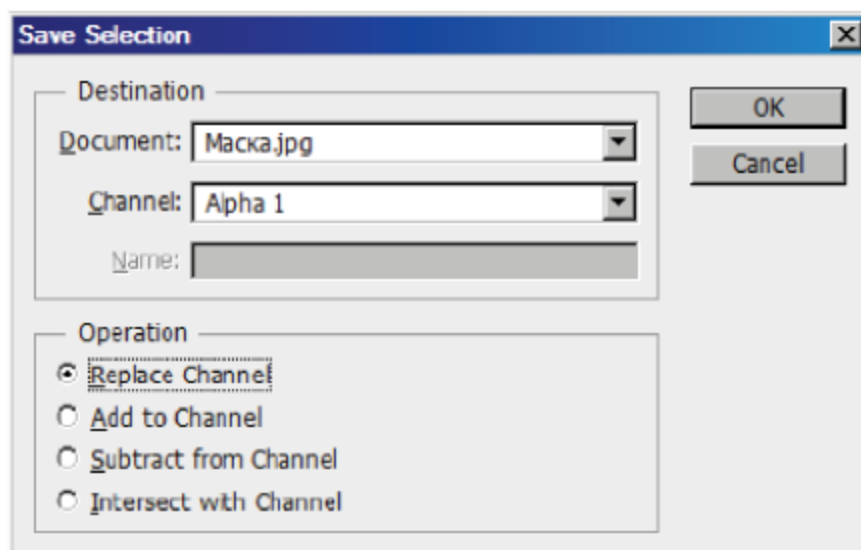 Save Selection
Destination
Document: Маска.jpg
Channel: Alpha 1
Name:
OK
Cancel
Operation
Replace Channel
Add to Channel
Subtract from Channel
Intersect with Channel